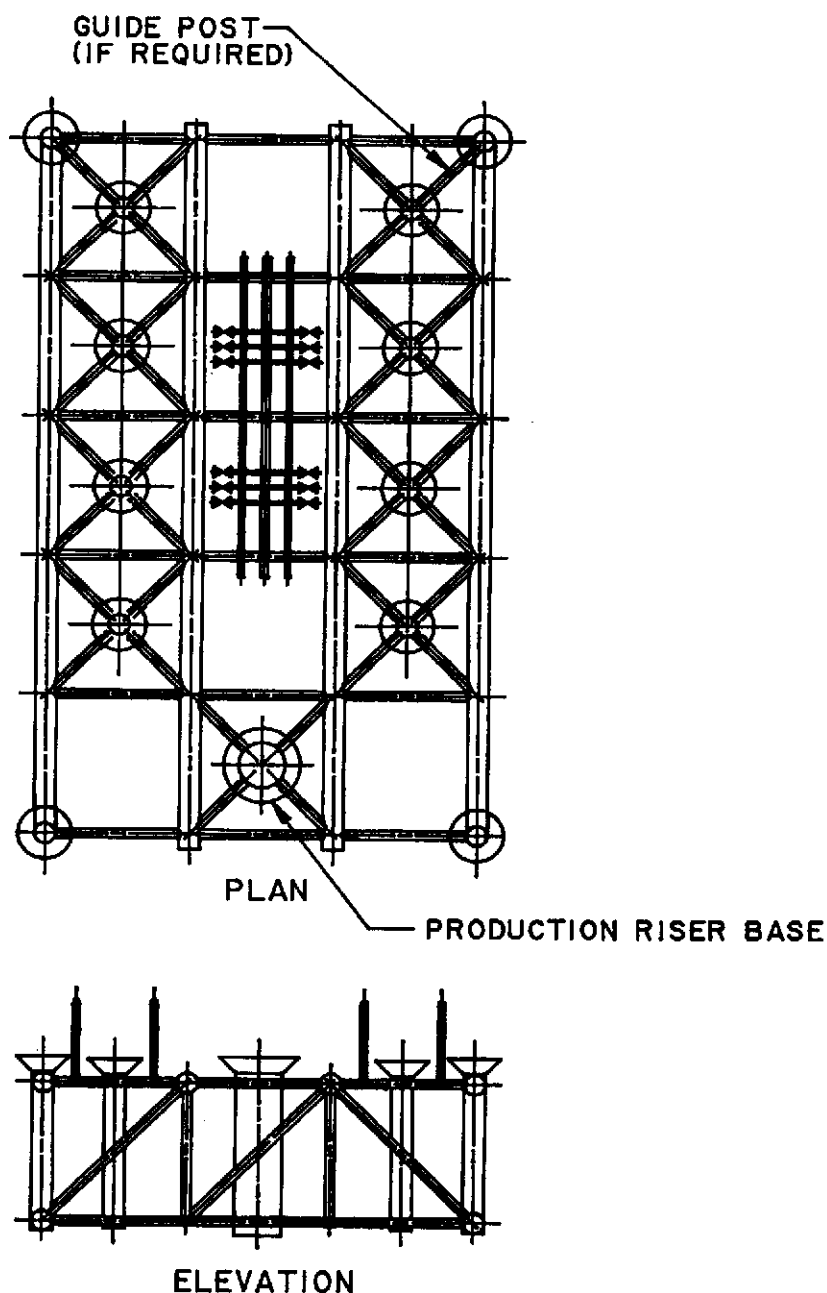 GUIDE POST
(IF REQUIRED)
PLAN
PRODUCTION RISER BASE
ELEVATION